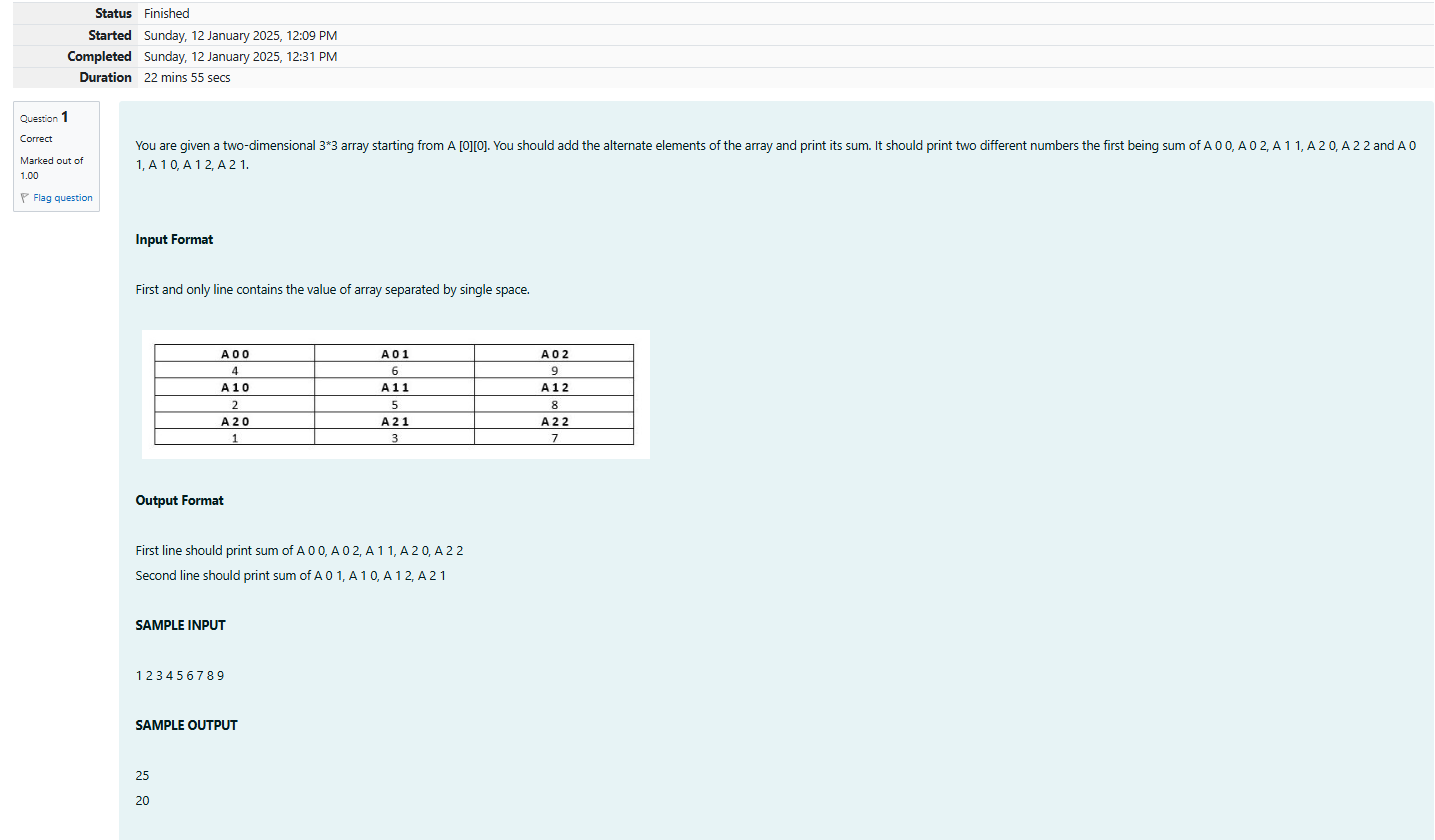 Status Finished
Started Sunday, 12 January 2025, 12:09 PM
Completed Sunday, 12 January 2025, 12:31 PM
Duration 22 mins 55 secs
Question 1
Correct
Marked out of
1.00
Flag question
You are given a two-dimensional 3*3 array starting from A [0][0]. You should add the alternate elements of the array and print its sum. It should print two different numbers the first being sum of A 0 0, A 0 2, A 1 1, A 2 0, A 2 2 and A 0
1, A 1 0, A 1 2, A 2 1.
Input Format
First and only line contains the value of array separated by single space.
A 0 0 A 0 1 A 0 2
4 6 9
A 1 0 A 1 1 A 1 2
2 5 8
A 2 0 A 2 1 A 2 2
1 3 7
Output Format
First line should print sum of A 0 0, A 0 2, A 1 1, A 2 0, A 2 2
Second line should print sum of A 0 1, A 1 0, A 1 2, A 2 1
SAMPLE INPUT
1 2 3 4 5 6 7 8 9
SAMPLE OUTPUT
25
20